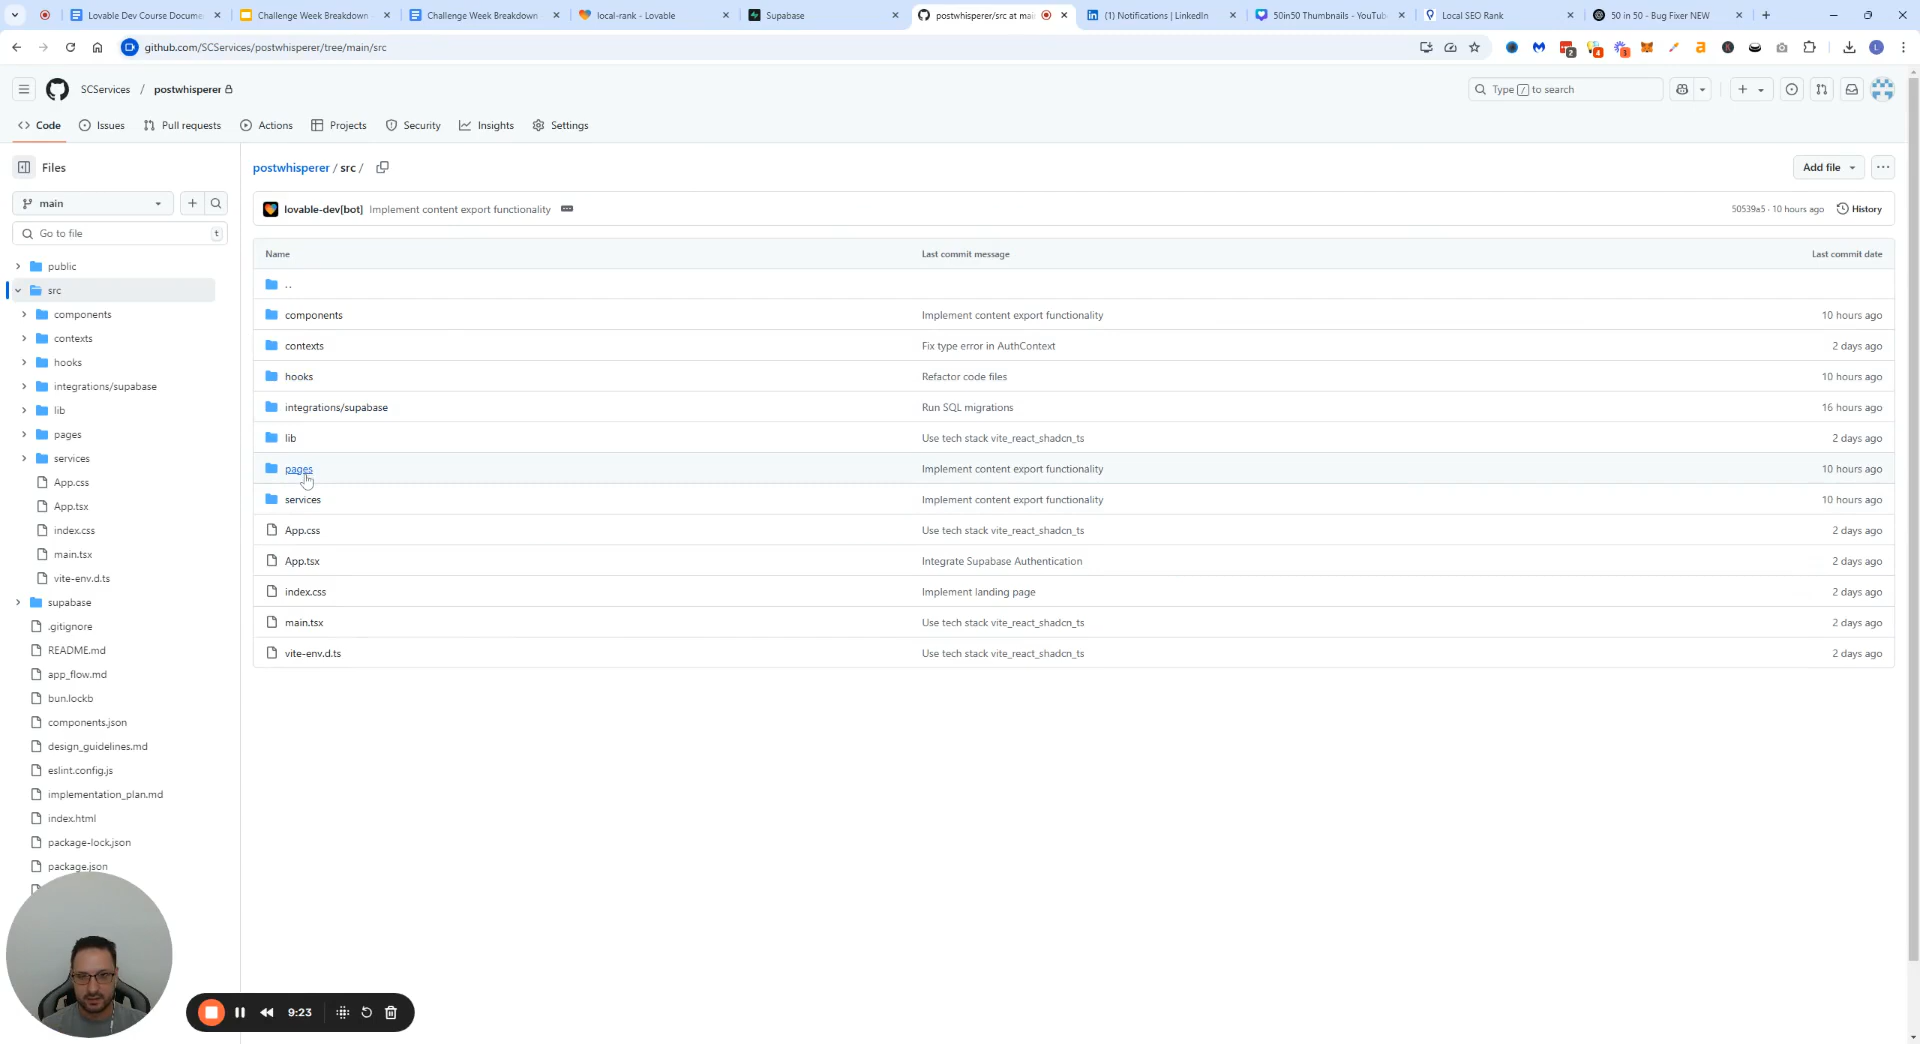 Lovable Dev Course Docume
Challenge Week Breakdown
Challenge Week Breakdown
local-rank - Lovable
Supabase
postwhisperer/src at main
(1) Notifications | LinkedIn
50in50 Thumbnails - YouTub
Local SEO Rank
50 in 50 - Bug Fixer NEW
github.com/SCServices/postwhisperer/tree/main/src
2
4
3
L
SCServices / postwhisperer
Type / to search
Code
Issues
Pull requests
Actions
Projects
Security
Insights
Settings
Files
postwhisperer / src /
Add file
main
lovable-dev[bot] Implement content export functionality
50539a5 · 10 hours ago
History
Go to file
t
Name
Last commit message
Last commit date
public
src
components
contexts
hooks
integrations/supabase
lib
pages
services
App.css
App.tsx
index.css
main.tsx
vite-env.d.ts
supabase
.gitignore
README.md
app_flow.md
bun.lockb
components.json
design_guidelines.md
eslint.config.js
implementation_plan.md
index.html
package-lock.json
package.json
. .
components Implement content export functionality 10 hours ago
contexts Fix type error in AuthContext 2 days ago
hooks Refactor code files 10 hours ago
integrations/supabase Run SQL migrations 16 hours ago
lib Use tech stack vite_react_shadcn_ts 2 days ago
pages Implement content export functionality 10 hours ago
services Implement content export functionality 10 hours ago
App.css Use tech stack vite_react_shadcn_ts 2 days ago
App.tsx Integrate Supabase Authentication 2 days ago
index.css Implement landing page 2 days ago
main.tsx Use tech stack vite_react_shadcn_ts 2 days ago
vite-env.d.ts Use tech stack vite_react_shadcn_ts 2 days ago
9:23